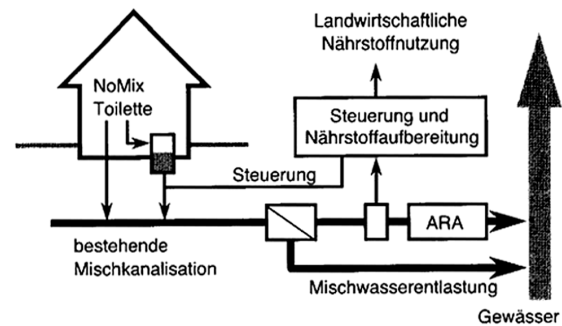 Landwirtschaftliche
Nährstoffnutzung
NoMix
Toilette
Steuerung und
Nährstoffaufbereitung
Steuerung
ARA
bestehende
Mischkanalisation
Mischwasserentlastung
Gewässer